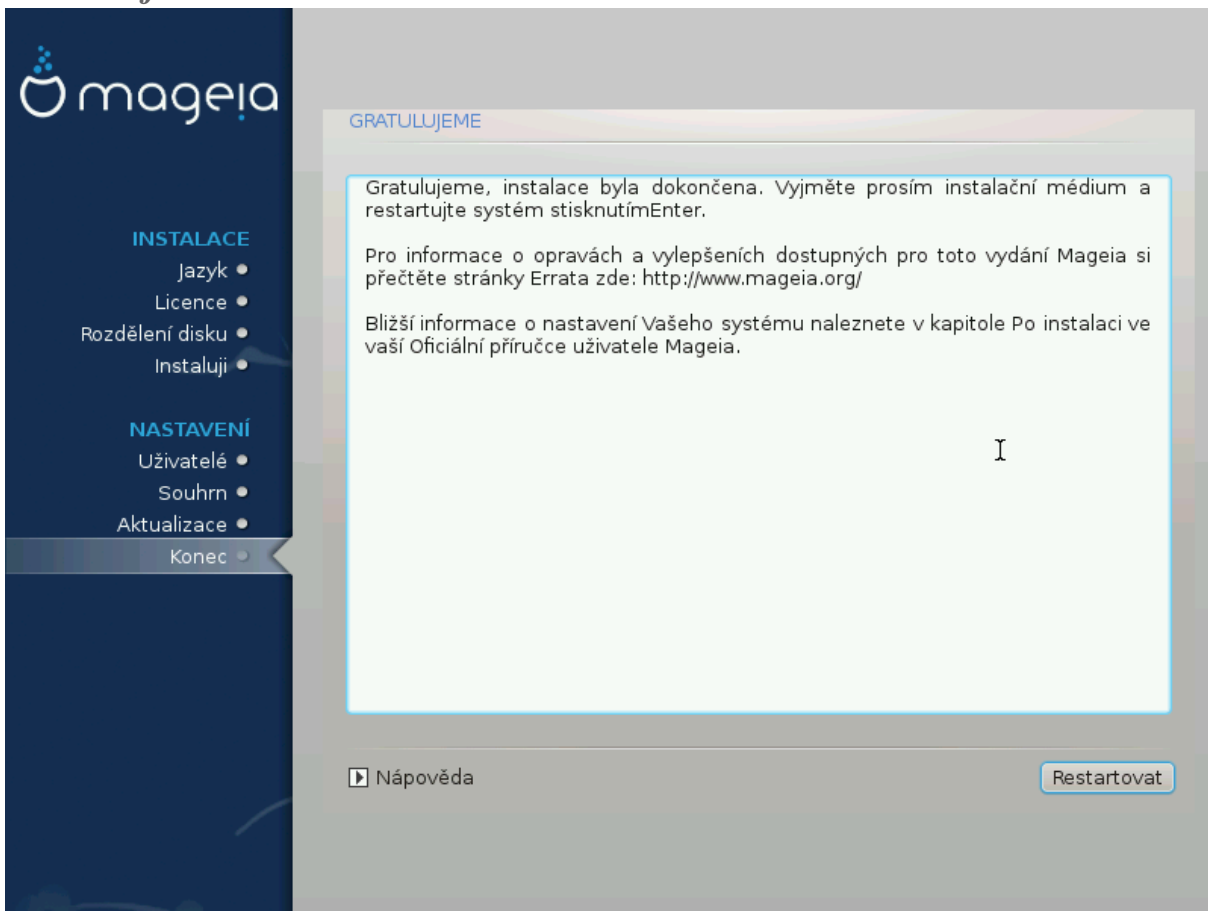 mageia
INSTALACE
Jazyk
Licence
Rozdělení disku
Instaluji
NASTAVENÍ
Uživatelé
Souhrn
Aktualizace
Konec
GRATULUJEME
Gratulujeme, instalace byla dokončena. Vyjměte prosím instalační médium a
restartujte systém stisknutímEnter.
Pro informace o opravách a vylepšeních dostupných pro toto vydání Mageia si
přečtěte stránky Errata zde: http://www.mageia.org/
Bližší informace o nastavení Vašeho systému naleznete v kapitole Po instalaci ve
vaší Oficiální příručce uživatele Mageia.
Nápověda
Restartovat